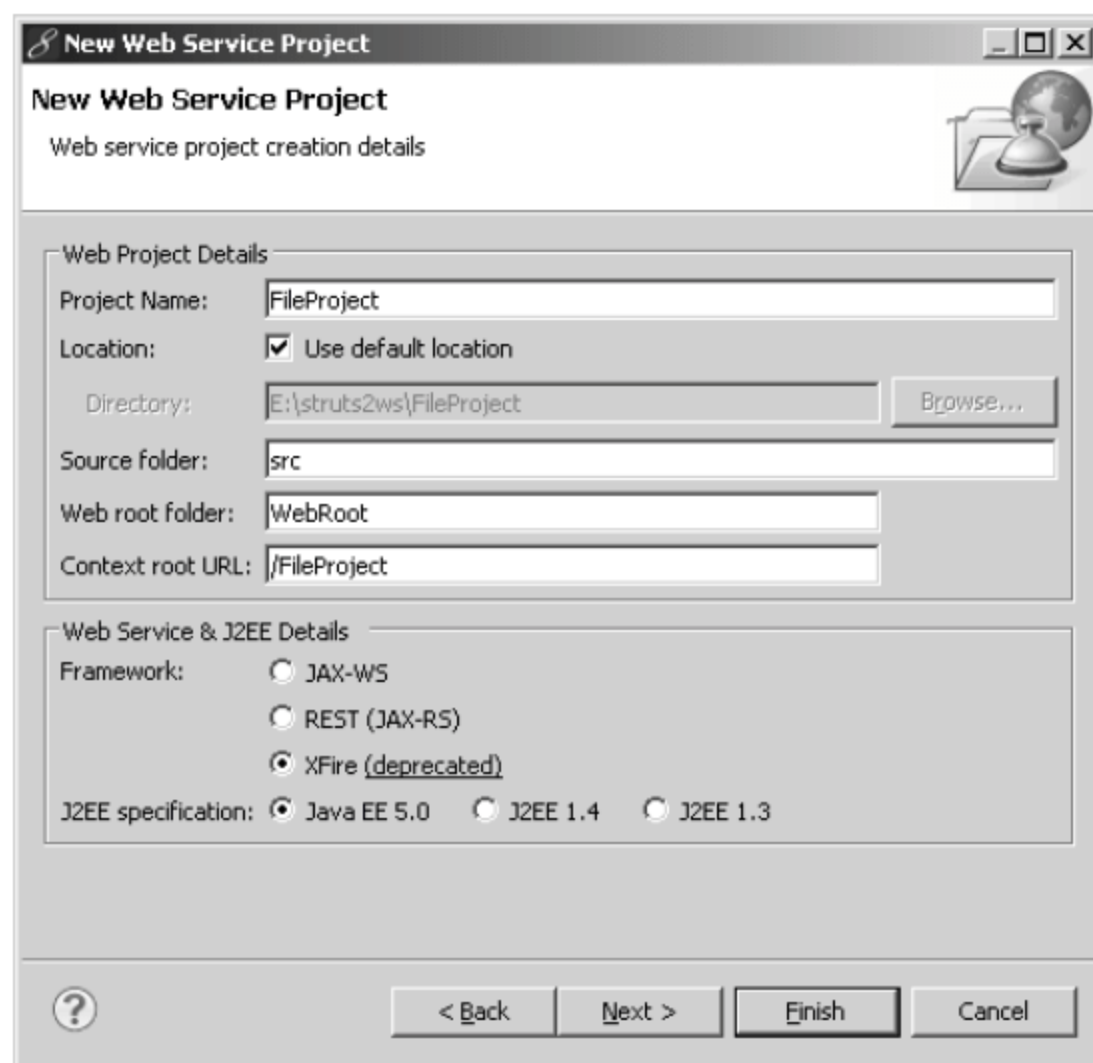 New Web Service Project
New Web Service Project
Web service project creation details
Web Project Details
Project Name: FileProject
Location: Use default location
Directory: E:\struts2ws\FileProject Browse...
Source folder: src
Web root folder: WebRoot
Context root URL: /FileProject
Web Service & J2EE Details
Framework: JAX-WS
REST (JAX-RS)
XFire (deprecated)
J2EE specification: Java EE 5.0 J2EE 1.4 J2EE 1.3
? < Back Next > Finish Cancel